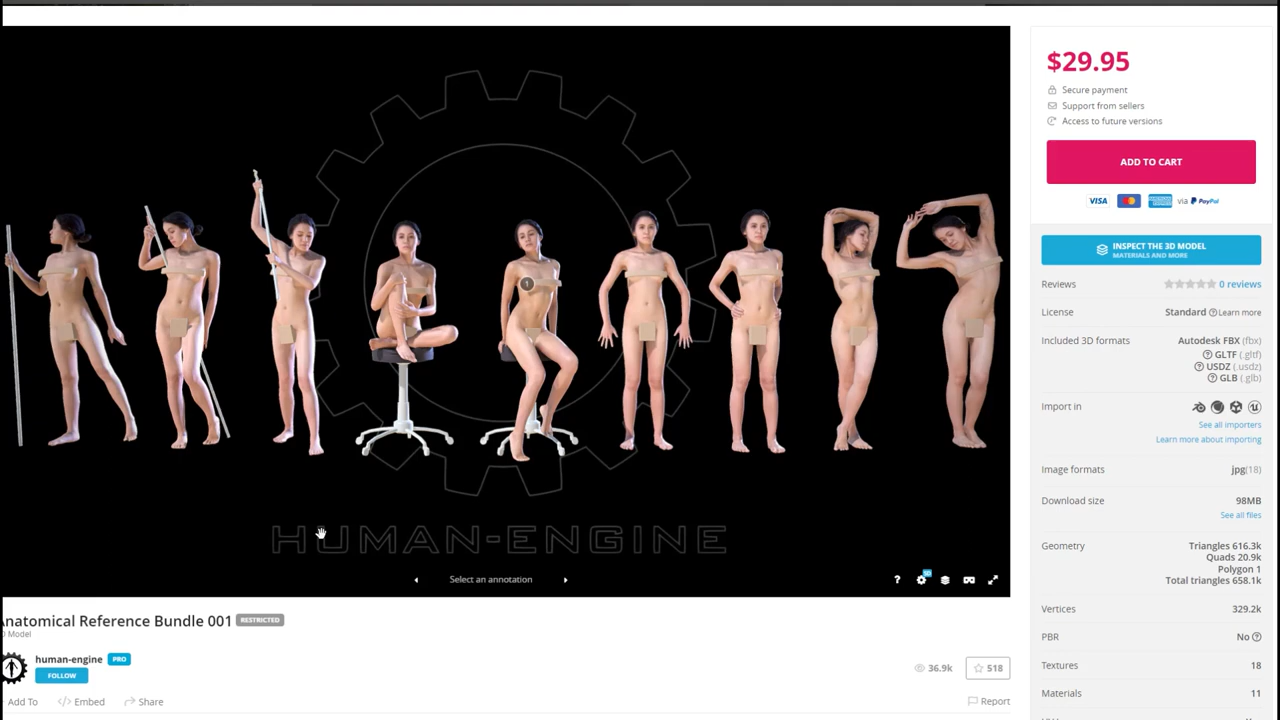 $29.95
Secure payment
Support from sellers
Access to future versions
ADD TO CART
VISA AMERICAN EXPRESS via PayPal
INSPECT THE 3D MODEL
MATERIALS AND MORE
Reviews 0 reviews
License Standard ? Learn more
Included 3D formats Autodesk FBX (fbx)
? GLTF (.gltf)
? USDZ (.usdz)
? GLB (.glb)
Import in
See all importers
Learn more about importing
Image formats jpg(18)
Download size 98MB
See all files
Geometry Triangles 616.3k
Quads 20.9k
Polygon 1
Total triangles 658.1k
Vertices 329.2k
PBR No ?
Textures 18
Materials 11
1
HUMAN-ENGINE
Select an annotation
? HD
natomical Reference Bundle 001 RESTRICTED
D Model
human-engine PRO
FOLLOW
36.9k 518
Add To Embed Share Report